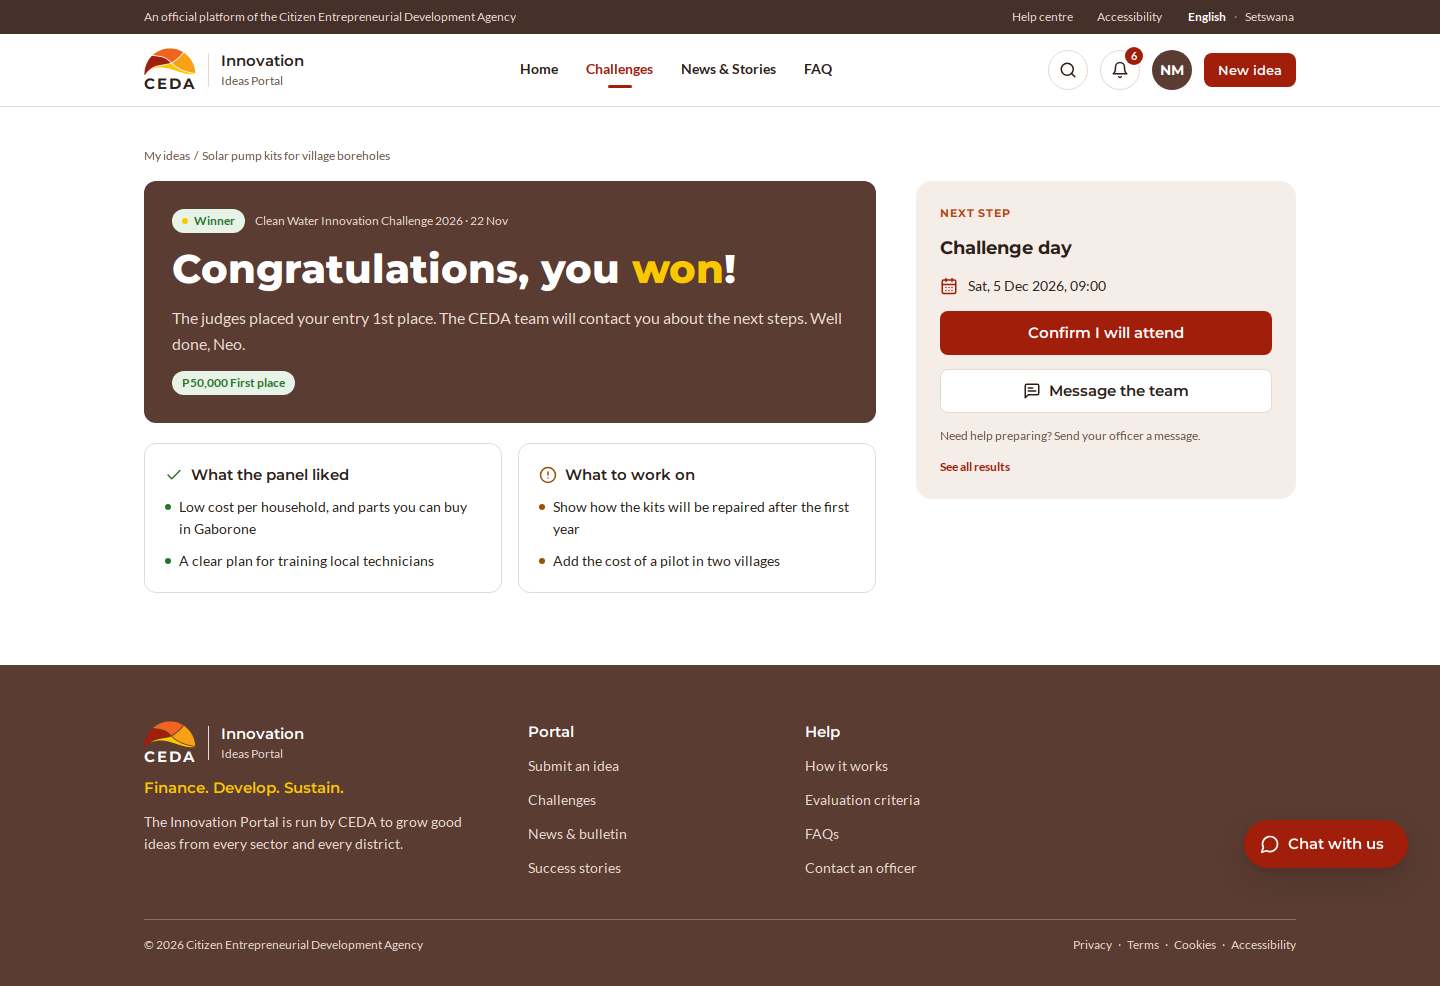 An official platform of the Citizen Entrepreneurial Development Agency
Help centre Accessibility English · Setswana
CEDA Innovation Ideas Portal
Home Challenges News & Stories FAQ
6
NM
New idea
My ideas / Solar pump kits for village boreholes
Winner Clean Water Innovation Challenge 2026 · 22 Nov
Congratulations, you won!
The judges placed your entry 1st place. The CEDA team will contact you about the next steps. Well
done, Neo.
P50,000 First place
What the panel liked
Low cost per household, and parts you can buy
in Gaborone
A clear plan for training local technicians
What to work on
Show how the kits will be repaired after the first
year
Add the cost of a pilot in two villages
NEXT STEP
Challenge day
Sat, 5 Dec 2026, 09:00
Confirm I will attend
Message the team
Need help preparing? Send your officer a message.
See all results
CEDA Innovation Ideas Portal
Finance. Develop. Sustain.
The Innovation Portal is run by CEDA to grow good
ideas from every sector and every district.
Portal
Submit an idea
Challenges
News & bulletin
Success stories
Help
How it works
Evaluation criteria
FAQs
Contact an officer
Chat with us
© 2026 Citizen Entrepreneurial Development Agency
Privacy · Terms · Cookies · Accessibility